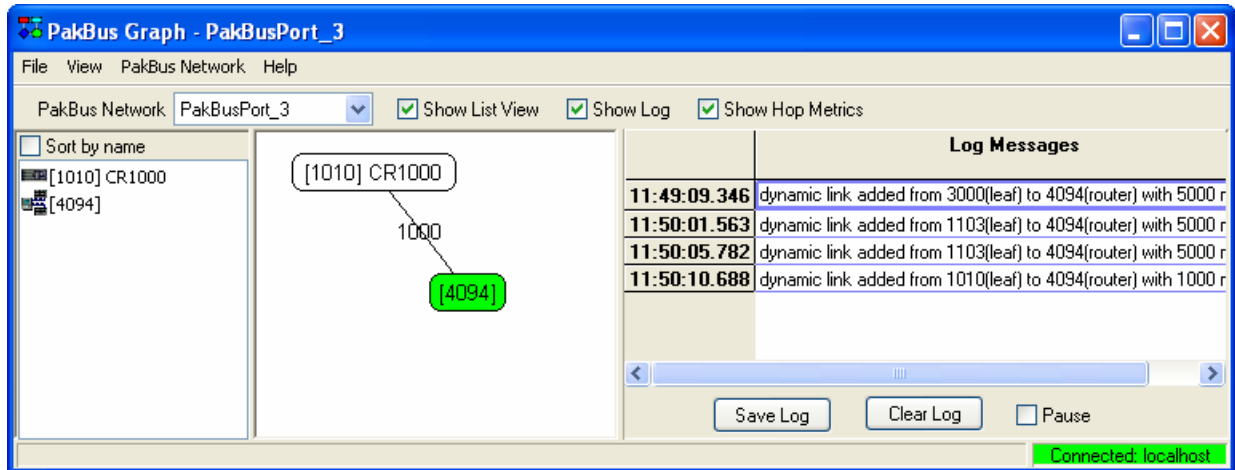 PakBus Graph - PakBusPort_3
File View PakBus Network Help
PakBus Network PakBusPort_3 Show List View Show Log Show Hop Metrics
Sort by name
[1010] CR1000
[4094]
[1010] CR1000
1000
[4094]
Log Messages
11:49:09.346 dynamic link added from 3000(leaf) to 4094(router) with 5000
11:50:01.563 dynamic link added from 1103(leaf) to 4094(router) with 5000
11:50:05.782 dynamic link added from 1103(leaf) to 4094(router) with 5000
11:50:10.688 dynamic link added from 1010(leaf) to 4094(router) with 1000
Save Log Clear Log Pause
Connected: localhost